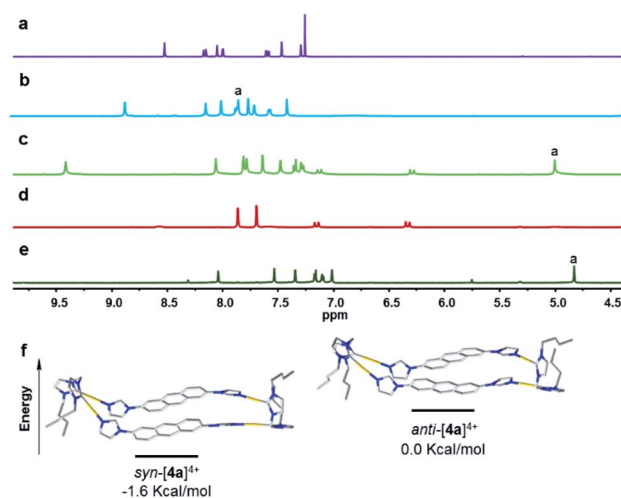 a
b
a
c
a
d
e
a
9.5 9.0 8.5 8.0 7.5 7.0 6.5 6.0 5.5 5.0 4.5
ppm
f
Energy
syn-[4a]4+
-1.6 Kcal/mol
anti-[4a]4+
0.0 Kcal/mol